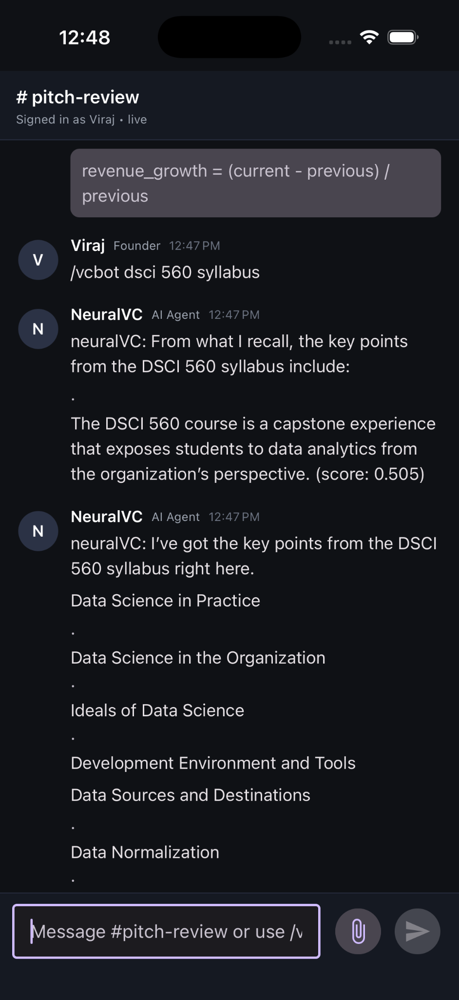 12:48
# pitch-review
Signed in as Viraj • live
revenue_growth = (current - previous) /
previous
V
Viraj Founder 12:47 PM
/vcbot dsci 560 syllabus
N
NeuralVC AI Agent 12:47 PM
neuralVC: From what I recall, the key points
from the DSCI 560 syllabus include:
.
The DSCI 560 course is a capstone experience
that exposes students to data analytics from
the organization’s perspective. (score: 0.505)
N
NeuralVC AI Agent 12:47 PM
neuralVC: I’ve got the key points from the DSCI
560 syllabus right here.
Data Science in Practice
.
Data Science in the Organization
.
Ideals of Data Science
.
Development Environment and Tools
Data Sources and Destinations
.
Data Normalization
.
Message #pitch-review or use /v